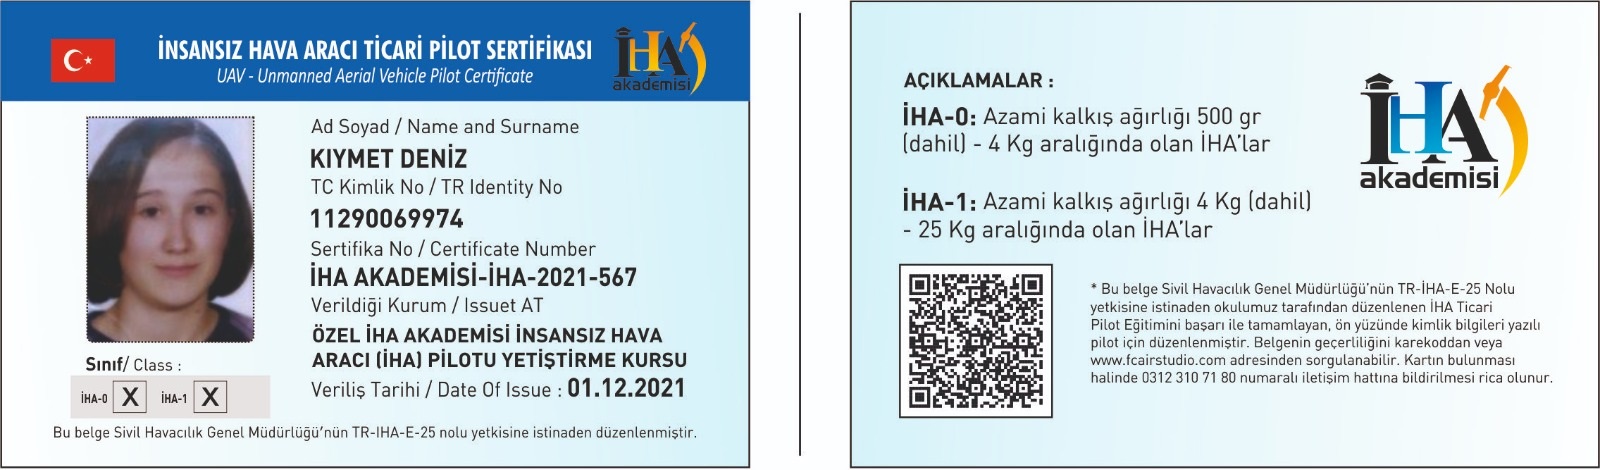 İNSANSIZ HAVA ARACI TİCARİ PİLOT SERTİFİKASI
UAV - Unmanned Aerial Vehicle Pilot Certificate
İHA
akademisi
Ad Soyad / Name and Surname
KIYMET DENİZ
TC Kimlik No / TR Identity No
11290069974
Sertifika No / Certificate Number
İHA AKADEMİSİ-İHA-2021-567
Verildiği Kurum / Issuet AT
ÖZEL İHA AKADEMİSİ İNSANSIZ HAVA
ARACI (İHA) PİLOTU YETİŞTİRME KURSU
Veriliş Tarihi / Date Of Issue : 01.12.2021
Sınıf/ Class :
İHA-0 X İHA-1 X
Bu belge Sivil Havacılık Genel Müdürlüğü'nün TR-IHA-E-25 nolu yetkisine istinaden düzenlenmiştir.
AÇIKLAMALAR :
İHA-0: Azami kalkış ağırlığı 500 gr
(dahil) - 4 Kg aralığında olan İHA'lar
İHA-1: Azami kalkış ağırlığı 4 Kg (dahil)
- 25 Kg aralığında olan İHA'lar
İHA
akademisi
* Bu belge Sivil Havacılık Genel Müdürlüğü'nün TR-İHA-E-25 Nolu
yetkisine istinaden okulumuz tarafından düzenlenen İHA Ticari
Pilot Eğitimini başarı ile tamamlayan, ön yüzünde kimlik bilgileri yazılı
pilot için düzenlenmiştir. Belgenin geçerliliğini karekoddan veya
www.fcairstudio.com adresinden sorgulanabilir. Kartın bulunması
halinde 0312 310 71 80 numaralı iletişim hattına bildirilmesi rica olunur.